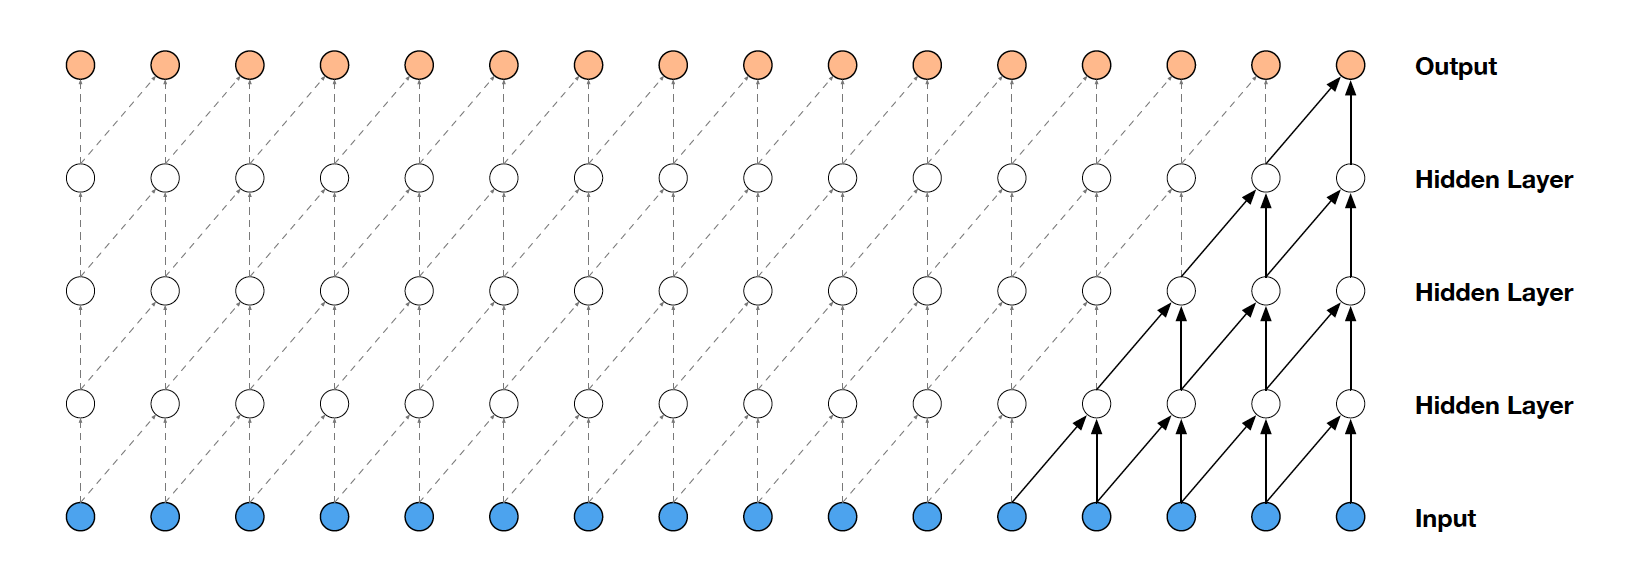 Output
Hidden Layer
Hidden Layer
Hidden Layer
Input